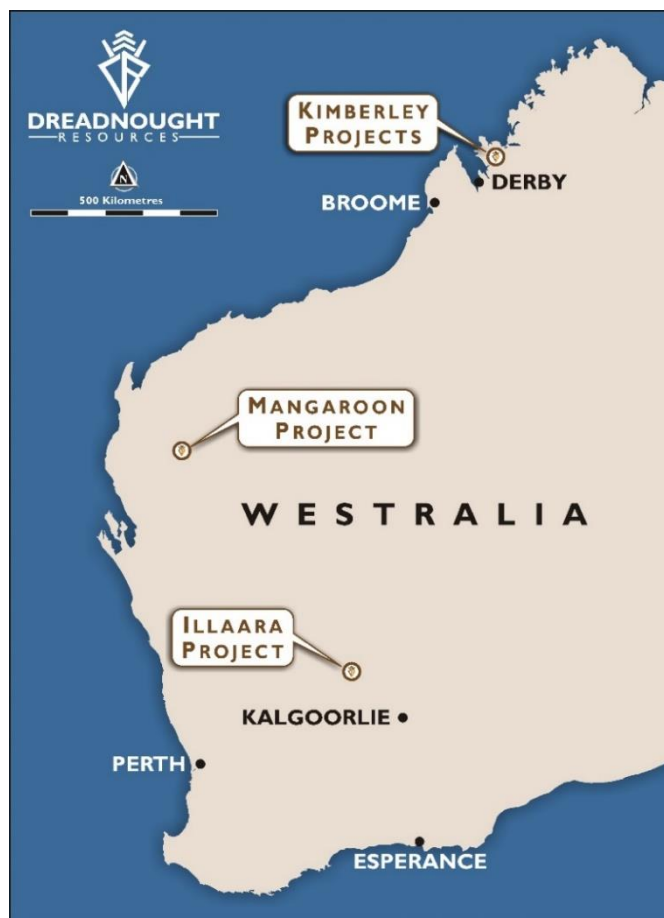 DREADNOUGHT
RESOURCES
N
500 Kilometres
KIMBERLEY
PROJECTS
DERBY
BROOME
MANGAROON
PROJECT
WESTRALIA
ILLAARA
PROJECT
KALGOORLIE
PERTH
ESPERANCE